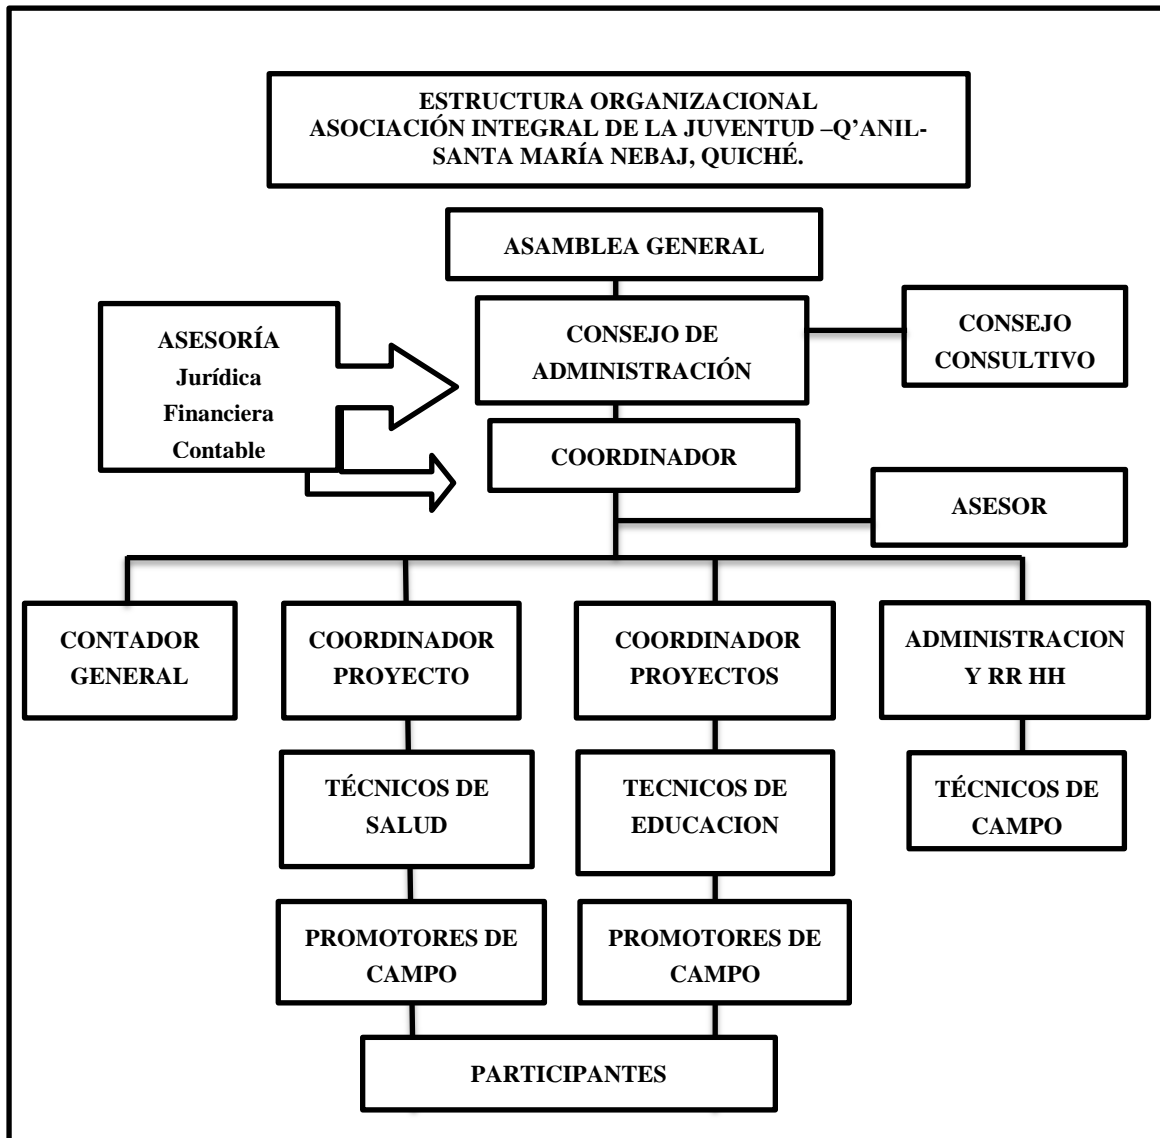 ESTRUCTURA ORGANIZACIONAL
ASOCIACIÓN INTEGRAL DE LA JUVENTUD –Q’ANIL-
SANTA MARÍA NEBAJ, QUICHÉ.
ASAMBLEA GENERAL
ASESORÍA
Jurídica
Financiera
Contable
CONSEJO DE
ADMINISTRACIÓN
CONSEJO
CONSULTIVO
COORDINADOR
ASESOR
CONTADOR
GENERAL
COORDINADOR
PROYECTO
COORDINADOR
PROYECTOS
ADMINISTRACION
Y RR HH
TÉCNICOS DE
SALUD
TECNICOS DE
EDUCACION
TÉCNICOS DE
CAMPO
PROMOTORES DE
CAMPO
PROMOTORES DE
CAMPO
PARTICIPANTES